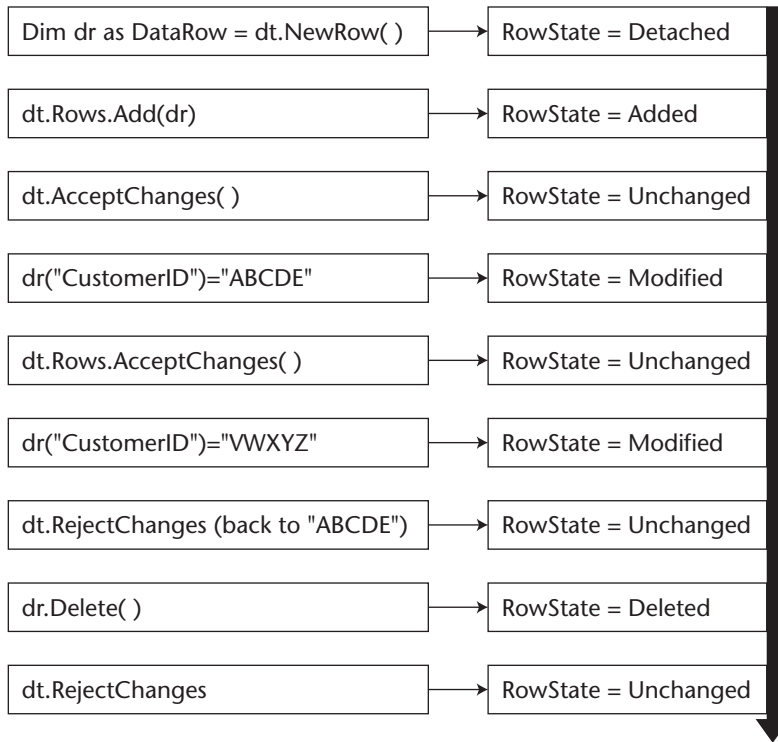 Dim dr as DataRow = dt.NewRow( )
RowState = Detached
dt.Rows.Add(dr)
RowState = Added
dt.AcceptChanges( )
RowState = Unchanged
dr("CustomerID")="ABCDE"
RowState = Modified
dt.Rows.AcceptChanges( )
RowState = Unchanged
dr("CustomerID")="VWXYZ"
RowState = Modified
dt.RejectChanges (back to "ABCDE")
RowState = Unchanged
dr.Delete( )
RowState = Deleted
dt.RejectChanges
RowState = Unchanged